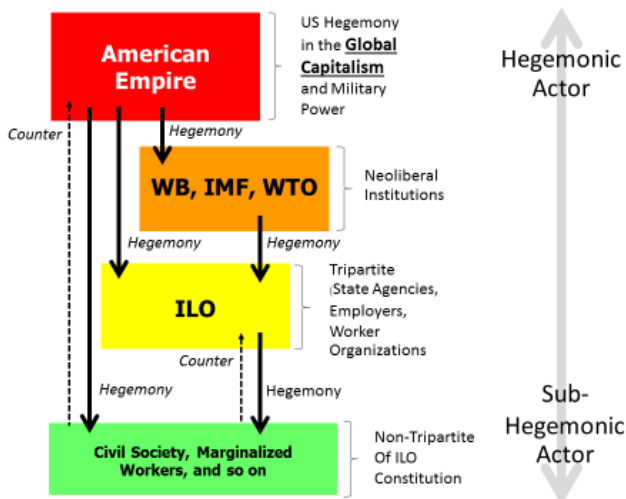 American
Empire
US Hegemony
in the Global
Capitalism
and Military
Power
Hegemonic
Actor
Counter
Hegemony
WB, IMF, WTO
Neoliberal
Institutions
Hegemony
Hegemony
ILO
Tripartite
(State Agencies,
Employers,
Worker
Organizations
Counter
Hegemony
Hegemony
Civil Society, Marginalized
Workers, and so on
Non-Tripartite
Of ILO
Constitution
Sub-
Hegemonic
Actor